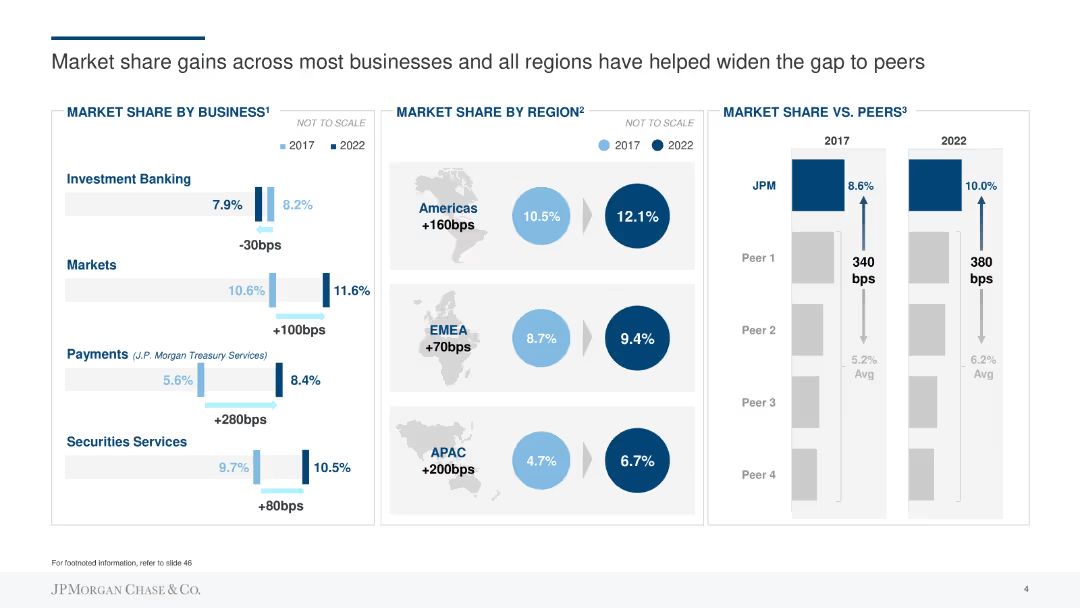 Market share gains across most businesses and all regions have helped widen the gap to peers
MARKET SHARE BY BUSINESS¹
NOT TO SCALE
2017 2022
Investment Banking
7.9% 8.2%
-30bps
Markets
10.6% 11.6%
+100bps
Payments (J.P. Morgan Treasury Services)
5.6% 8.4%
+280bps
Securities Services
9.7% 10.5%
+80bps
MARKET SHARE BY REGION²
NOT TO SCALE
2017 2022
Americas
+160bps
10.5% 12.1%
EMEA
+70bps
8.7% 9.4%
APAC
+200bps
4.7% 6.7%
MARKET SHARE VS. PEERS³
2017 2022
JPM 8.6% 10.0%
Peer 1
340
bps
380
bps
Peer 2
5.2%
Avg
6.2%
Avg
Peer 3
Peer 4
For footnoted information, refer to slide 46
JPMORGAN CHASE & CO.
4